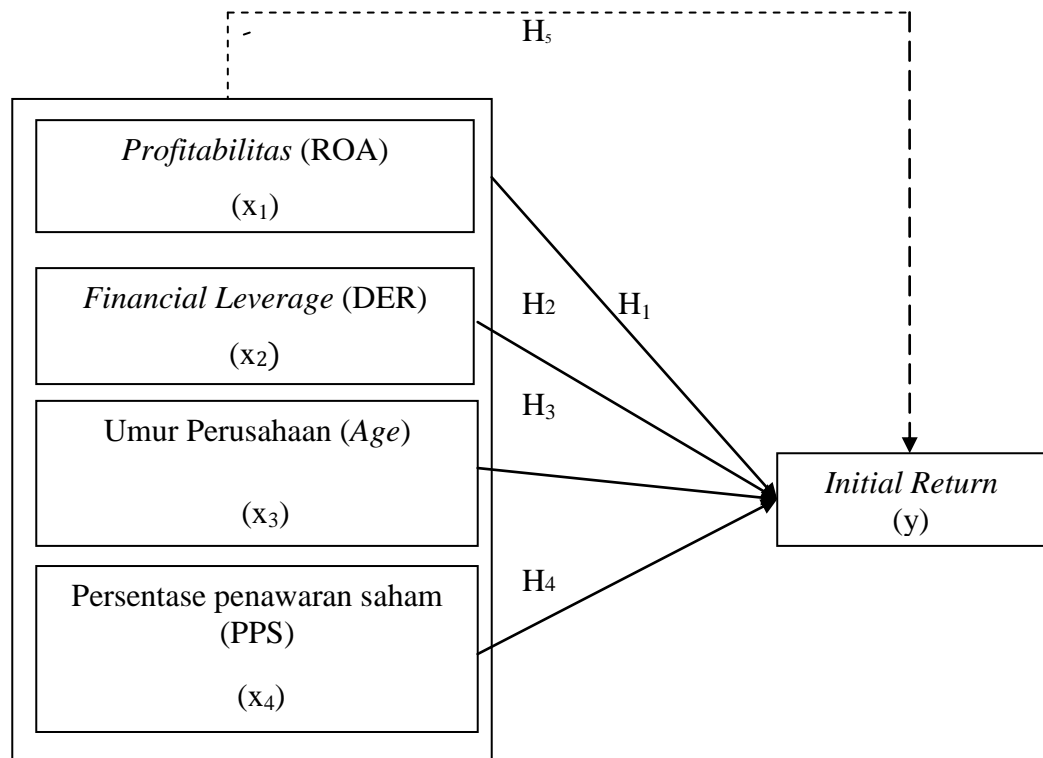 H₅
Profitabilitas (ROA)
(x₁)
Financial Leverage (DER)
(x₂)
H₂
H₁
H₃
Umur Perusahaan (Age)
(x₃)
Initial Return
(y)
Persentase penawaran saham
(PPS)
(x₄)
H₄